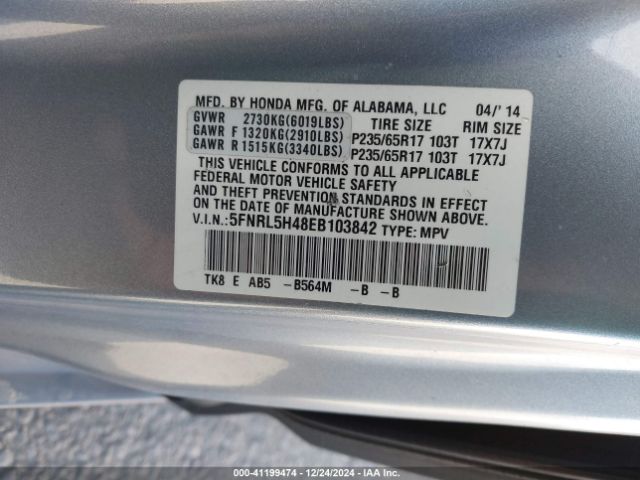 MFD. BY HONDA MFG. OF ALABAMA, LLC 04/'14
GVWR 2730KG(6019LBS) TIRE SIZE RIM SIZE
GAWR F 1320KG(2910LBS) P235/65R17 103T 17X7J
GAWR R 1515KG(3340LBS) P235/65R17 103T 17X7J
THIS VEHICLE CONFORMS TO ALL APPLICABLE
FEDERAL MOTOR VEHICLE SAFETY
AND THEFT PREVENTION STANDARDS IN EFFECT
ON THE DATE OF MANUFACTURE SHOWN ABOVE.
V.I.N.: 5FNRL5H48EB103842 TYPE: MPV
TK8 E AB5 -B564M -B -B
000-41199474 | 12/24/2024 | IAA Inc.